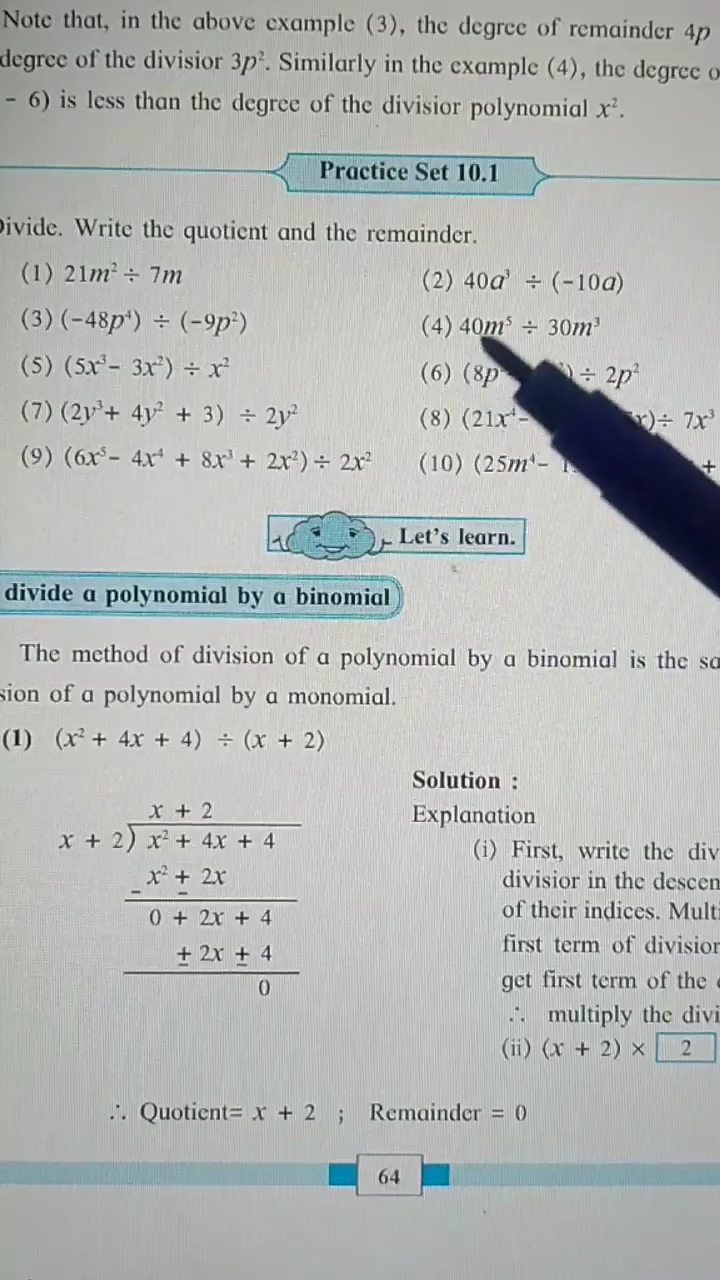 Note that, in the above example (3), the degree of remainder 4p
degree of the divisior 3p². Similarly in the example (4), the degree
- 6) is less than the degree of the divisior polynomial x².
Practice Set 10.1
Divide. Write the quotient and the remainder.
(1) 21m² ÷ 7m
(2) 40a³ ÷ (-10a)
(3) (-48p⁴) ÷ (-9p²)
(4) 40m⁵ ÷ 30m³
(5) (5x³- 3x²) ÷ x²
(6) (8p ) ÷ 2p²
(7) (2y³+ 4y² + 3) ÷ 2y²
(8) (21x⁴- )÷ 7x³
(9) (6x⁵- 4x⁴ + 8x³ + 2x²) ÷ 2x²
(10) (25m⁴- +
Let's learn.
divide a polynomial by a binomial
The method of division of a polynomial by a binomial is the
sion of a polynomial by a monomial.
(1) (x² + 4x + 4) ÷ (x + 2)
Solution :
x + 2
Explanation
x + 2) x² + 4x + 4
(i) First, write the div
x² + 2x
- -
divisior in the descen
0 + 2x + 4
of their indices. Mult
± 2x ± 4
first term of divisior
0
get first term of the
∴ multiply the divi
(ii) (x + 2) × 2
∴ Quotient= x + 2 ; Remainder = 0
64